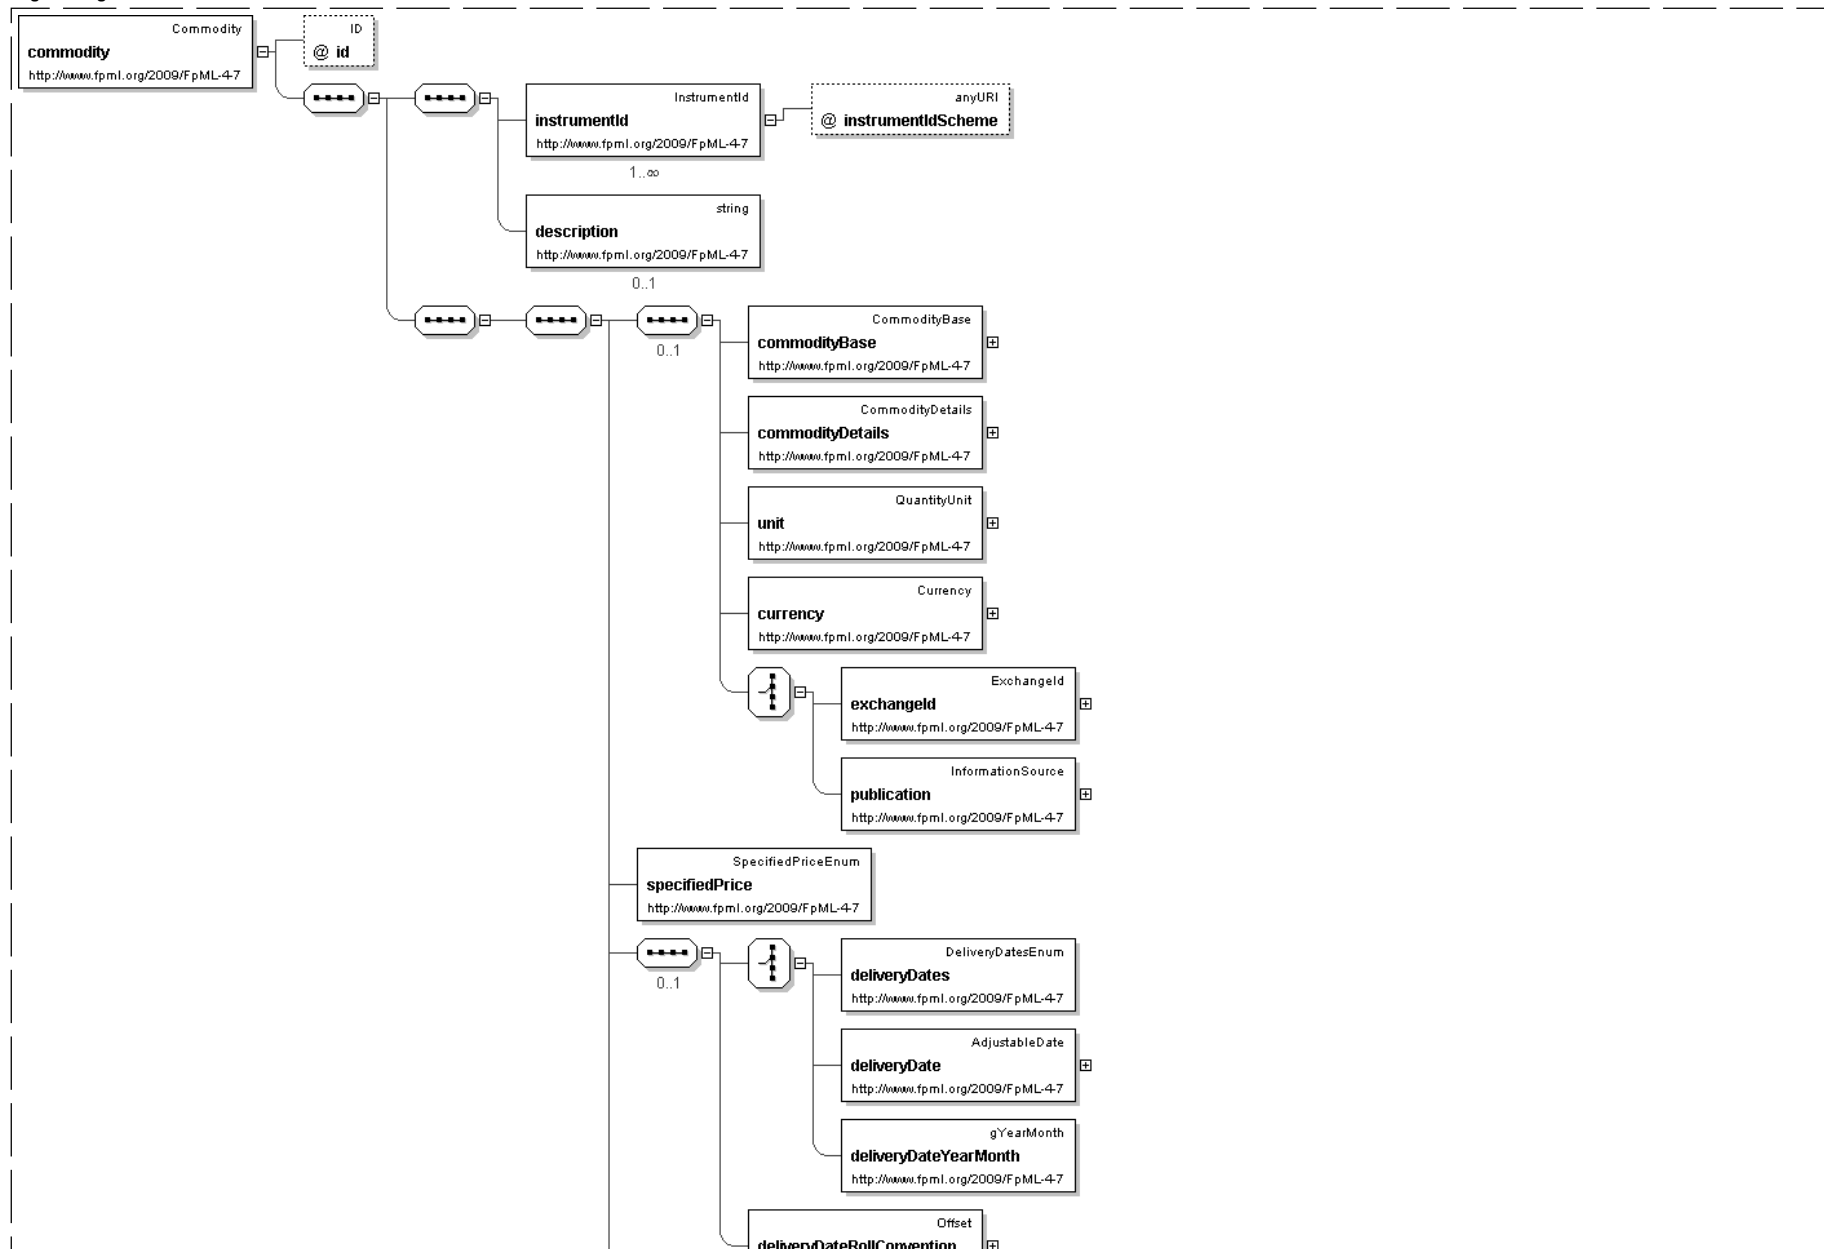 Commodity
commodity
http://www.fpml.org/2009/FpML-4-7
ID
@ id
InstrumentId
instrumentId
http://www.fpml.org/2009/FpML-4-7
1..∞
anyURI
@ instrumentIdScheme
string
description
http://www.fpml.org/2009/FpML-4-7
0..1
0..1
CommodityBase
commodityBase
http://www.fpml.org/2009/FpML-4-7
CommodityDetails
commodityDetails
http://www.fpml.org/2009/FpML-4-7
QuantityUnit
unit
http://www.fpml.org/2009/FpML-4-7
Currency
currency
http://www.fpml.org/2009/FpML-4-7
ExchangeId
exchangeId
http://www.fpml.org/2009/FpML-4-7
InformationSource
publication
http://www.fpml.org/2009/FpML-4-7
SpecifiedPriceEnum
specifiedPrice
http://www.fpml.org/2009/FpML-4-7
0..1
DeliveryDatesEnum
deliveryDates
http://www.fpml.org/2009/FpML-4-7
AdjustableDate
deliveryDate
http://www.fpml.org/2009/FpML-4-7
gYearMonth
deliveryDateYearMonth
http://www.fpml.org/2009/FpML-4-7
Offset
deliveryDateRollConvention